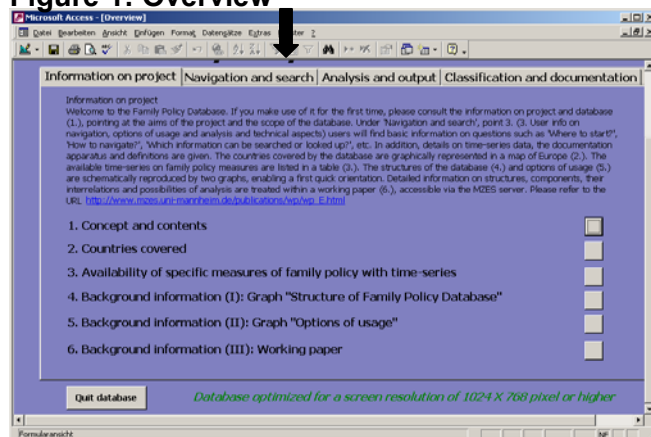 Figure 1: Overview
Microsoft Access - [Overview]
Datei Bearbeiten Ansicht Einfügen Format Datensätze Extras ster ?
Information on project Navigation and search Analysis and output Classification and documentation
Information on project
Welcome to the Family Policy Database. If you make use of it for the first time, please consult the information on project and database
(1.), pointing at the aims of the project and the scope of the database. Under 'Navigation and search', point 3. (3. User info on
navigation, options of usage and analysis and technical aspects) users will find basic information on questions such as 'Where to start?',
'How to navigate?', 'Which information can be searched or looked up?', etc. In addition, details on time-series data, the documentation
apparatus and definitions are given. The countries covered by the database are graphically represented in a map of Europe (2.). The
available time-series on family policy measures are listed in a table (3.). The structures of the database (4.) and options of usage (5.)
are schematically reproduced by two graphs, enabling a first quick orientation. Detailed information on structures, components, their
interrelations and possibilities of analysis are treated within a working paper (6.), accessible via the MZES server. Please refer to the
URL http://www.mzes.uni-mannheim.de/publications/wp/wp_E.html
1. Concept and contents
2. Countries covered
3. Availability of specific measures of family policy with time-series
4. Background information (I): Graph "Structure of Family Policy Database"
5. Background information (II): Graph "Options of usage"
6. Background information (III): Working paper
Quit database Database optimized for a screen resolution of 1024 X 768 pixel or higher
Formularansicht NF